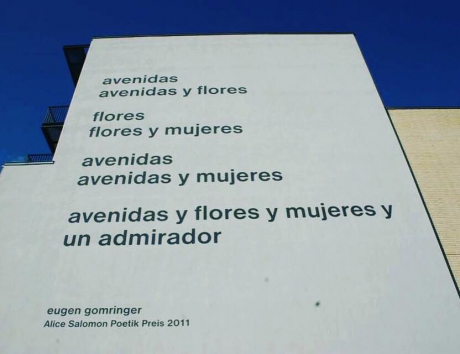 avenidas
avenidas y flores
flores
flores y mujeres
avenidas
avenidas y mujeres
avenidas y flores y mujeres y
un admirador
eugen gomringer
Alice Salomon Poetik Preis 2011